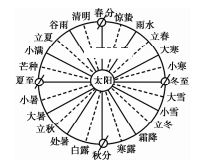 春分
清明 惊蛰
谷雨 雨水
立夏 立春
小满 大寒
芒种 小寒
夏至 太阳 冬至
小暑 大雪
大暑 小雪
立秋 立冬
处暑 霜降
白露 寒露
秋分